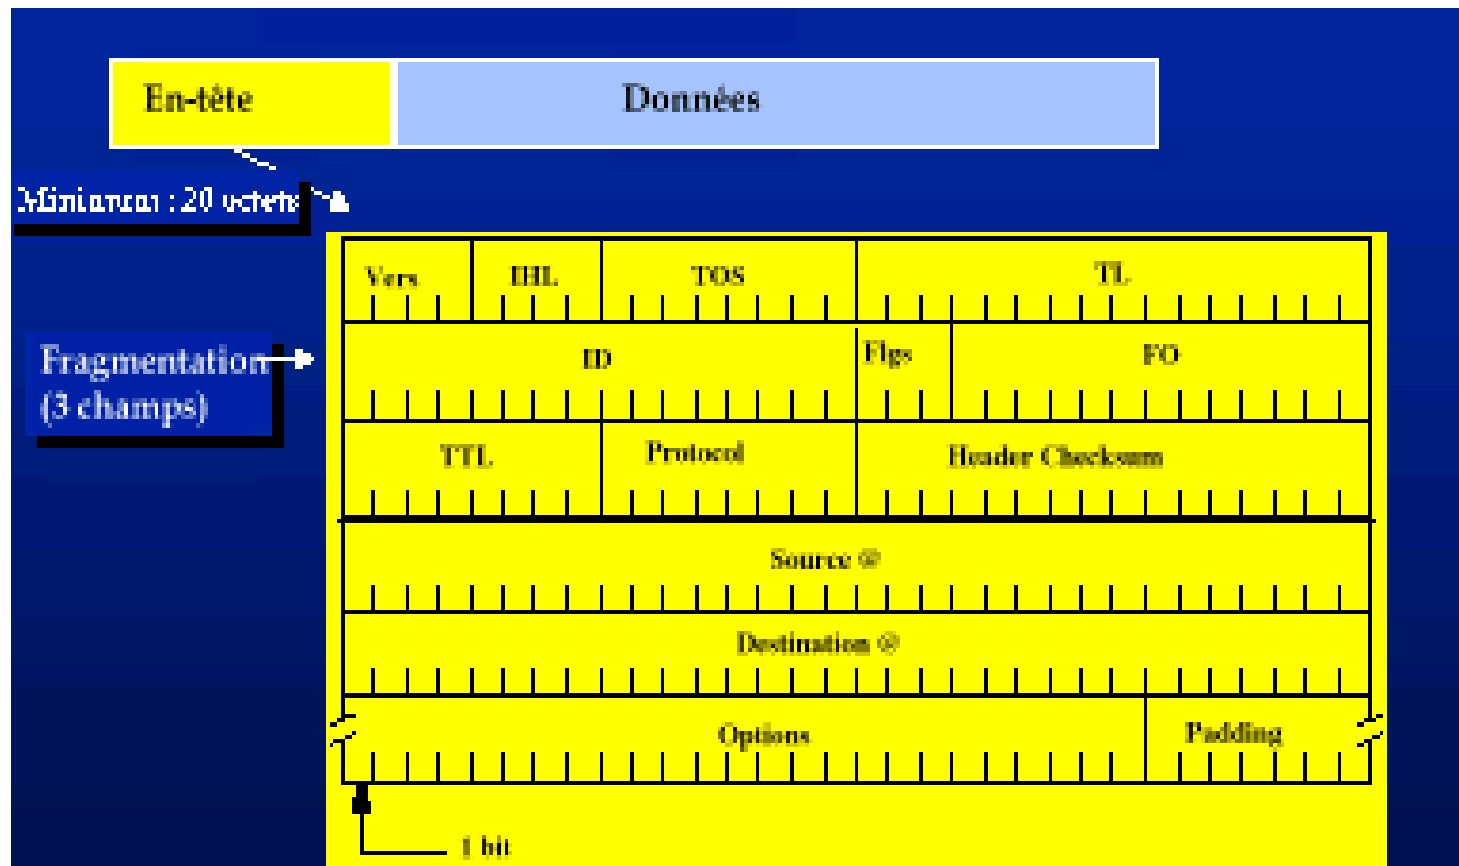 En-tête
Données
Minimum : 20 octets
Vers IHL TOS TL
Fragmentation
(3 champs)
ID Flgs FO
TTL Protocol Header Checksum
Source @
Destination @
Options Padding
1 bit